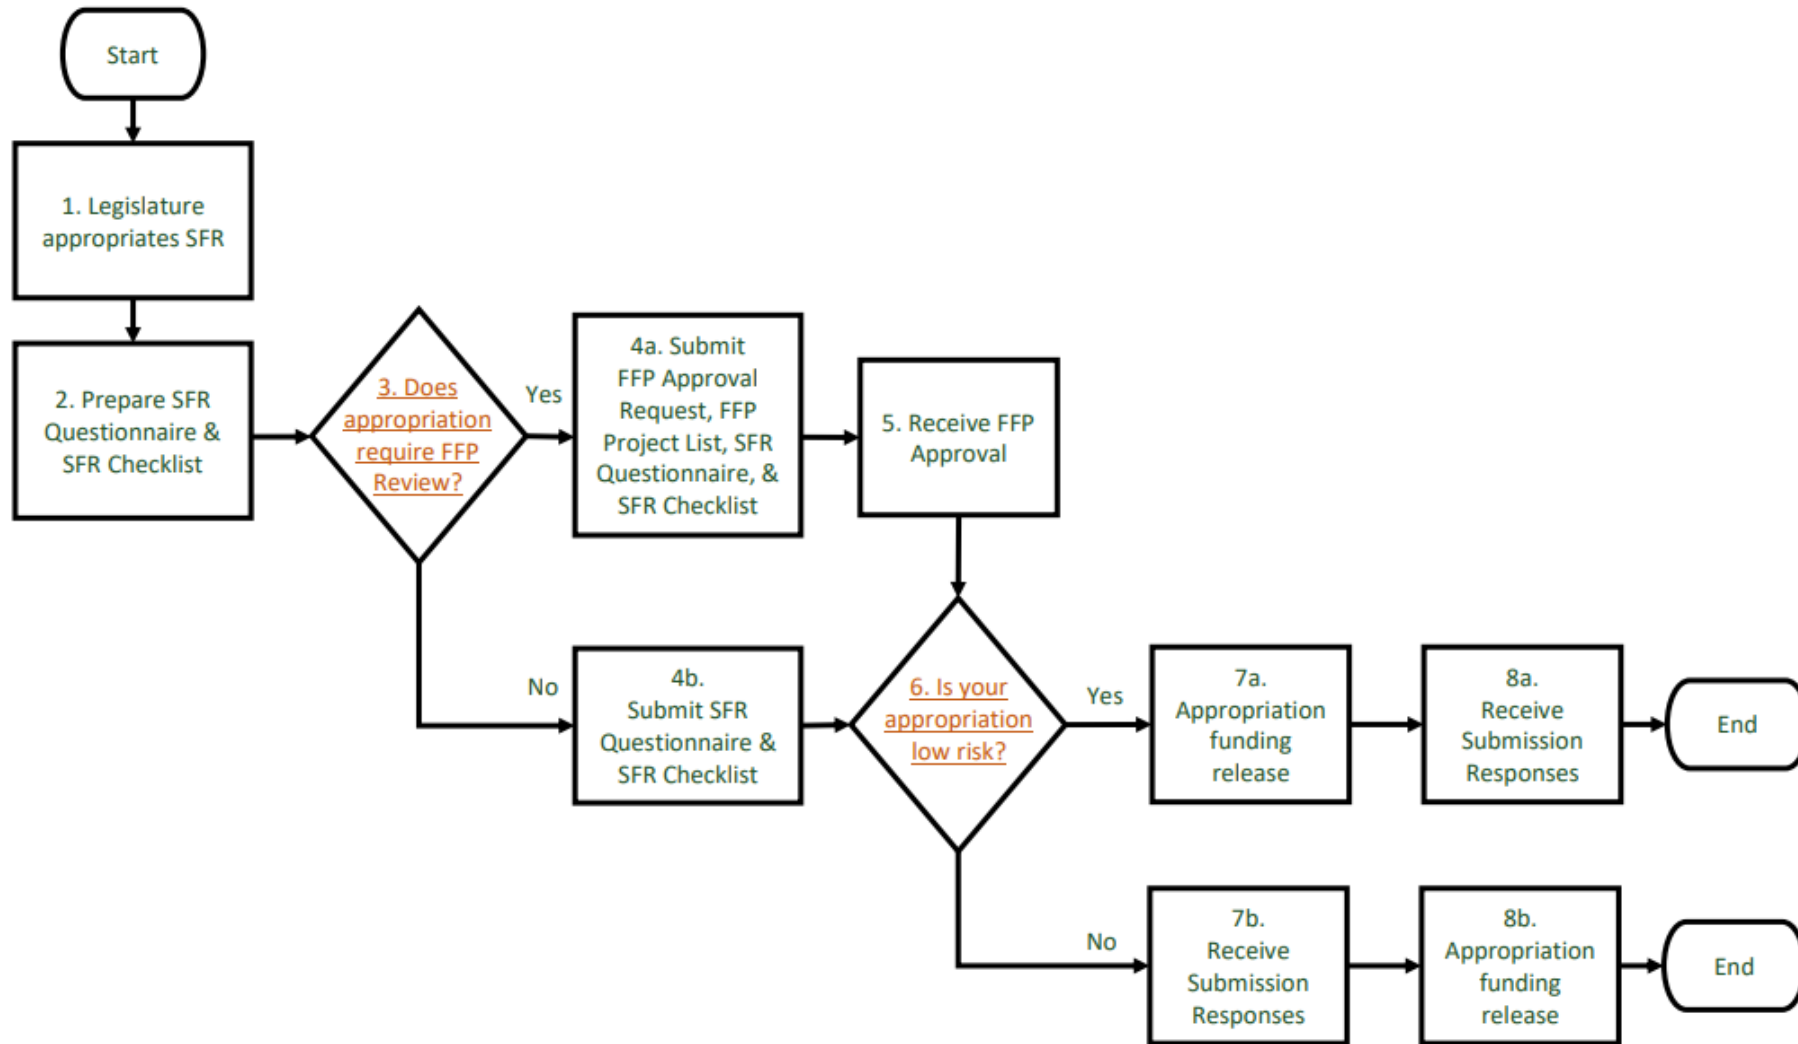 Start
1. Legislature
appropriates SFR
2. Prepare SFR
Questionnaire &
SFR Checklist
3. Does
appropriation
require FFP
Review?
Yes
4a. Submit
FFP Approval
Request, FFP
Project List, SFR
Questionnaire, &
SFR Checklist
5. Receive FFP
Approval
No
4b.
Submit SFR
Questionnaire &
SFR Checklist
6. Is your
appropriation
low risk?
Yes
7a.
Appropriation
funding
release
8a.
Receive
Submission
Responses
End
No
7b.
Receive
Submission
Responses
8b.
Appropriation
funding
release
End